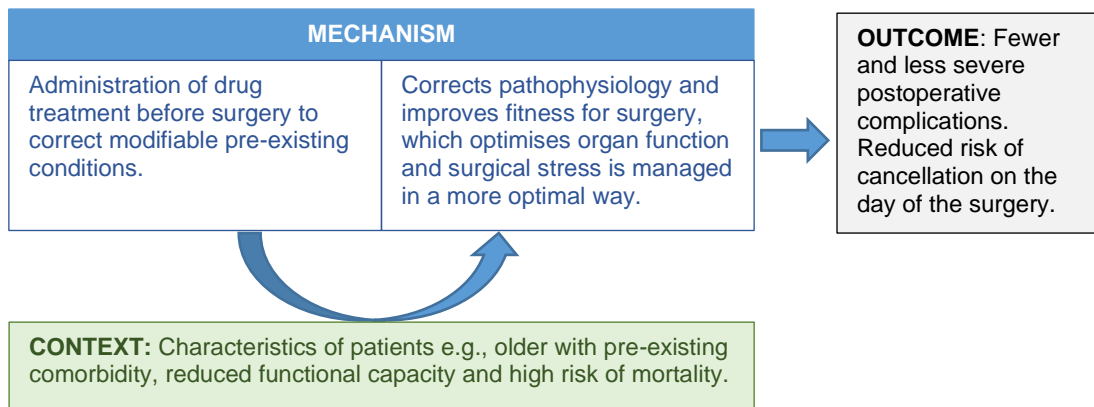 MECHANISM
Administration of drug
treatment before surgery to
correct modifiable pre-existing
conditions.
Corrects pathophysiology and
improves fitness for surgery,
which optimises organ function
and surgical stress is managed
in a more optimal way.
OUTCOME: Fewer
and less severe
postoperative
complications.
Reduced risk of
cancellation on the
day of the surgery.
CONTEXT: Characteristics of patients e.g., older with pre-existing
comorbidity, reduced functional capacity and high risk of mortality.